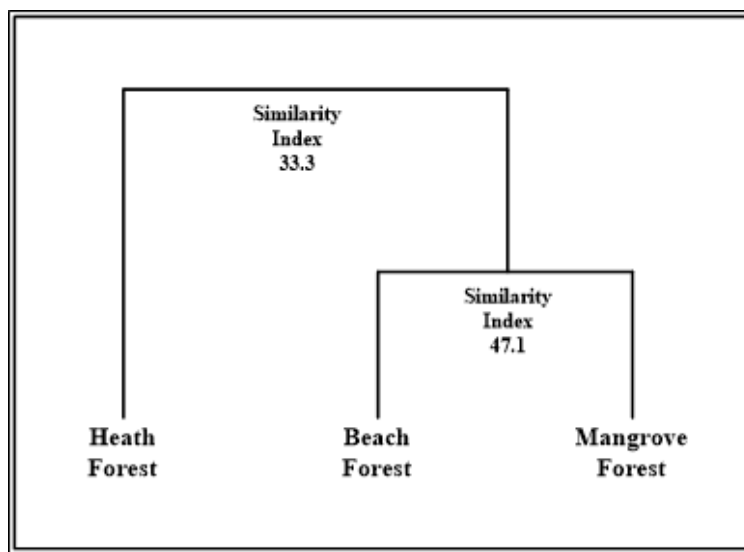 Similarity
Index
33.3
Similarity
Index
47.1
Heath
Forest
Beach
Forest
Mangrove
Forest